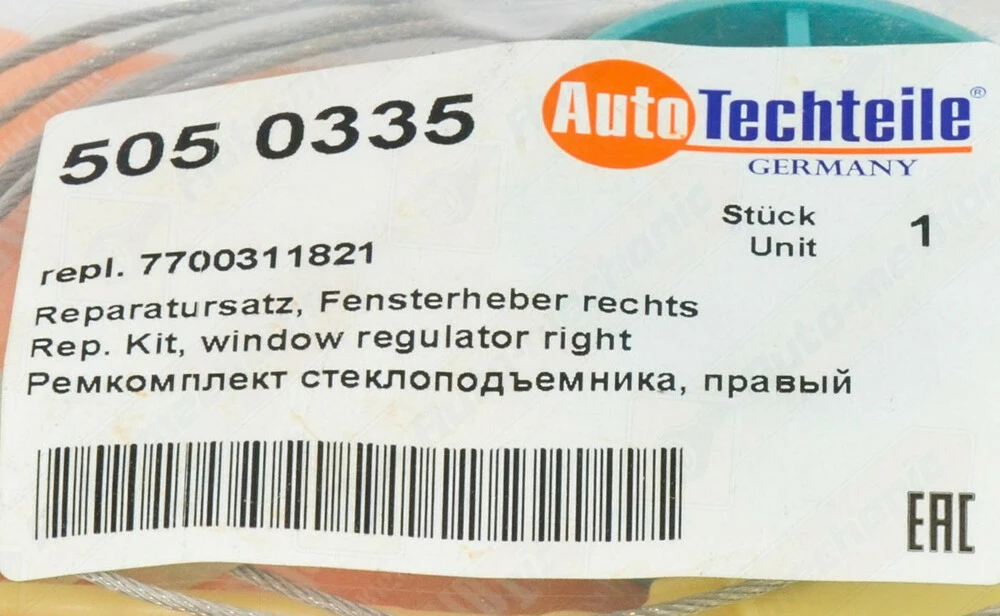 505 0335
AutoTechteile®
GERMANY
Stück 1
Unit
repl. 7700311821
Reparatursatz, Fensterheber rechts
Rep. Kit, window regulator right
Ремкомплект стеклоподъемника, правый
EAC